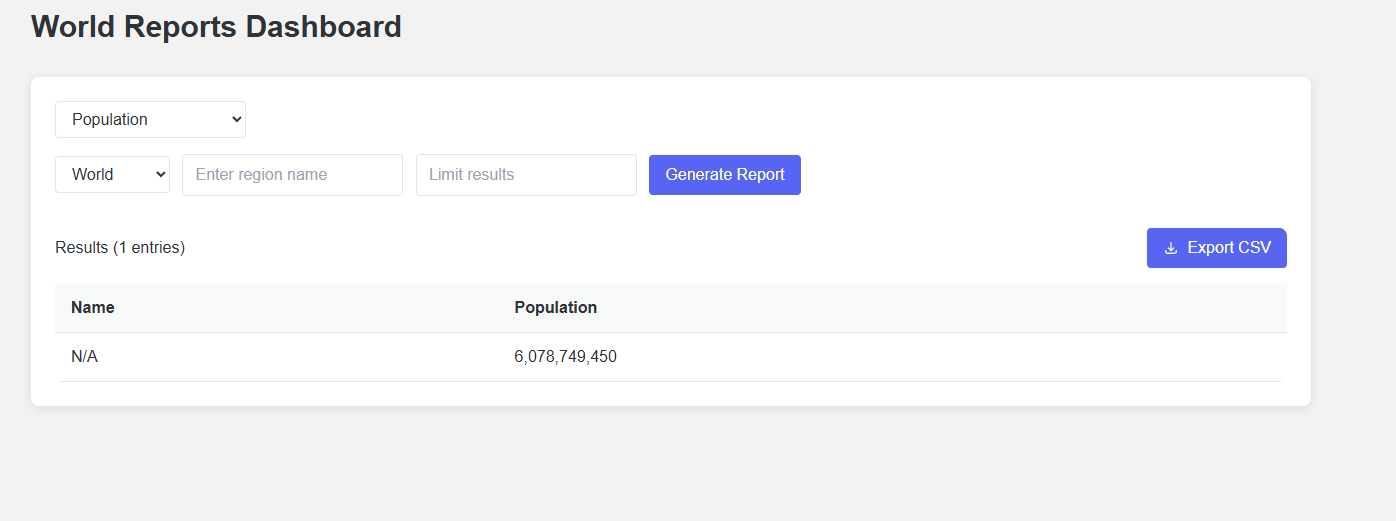 World Reports Dashboard
Population
World Enter region name Limit results Generate Report
Results (1 entries) Export CSV
Name Population
N/A 6,078,749,450